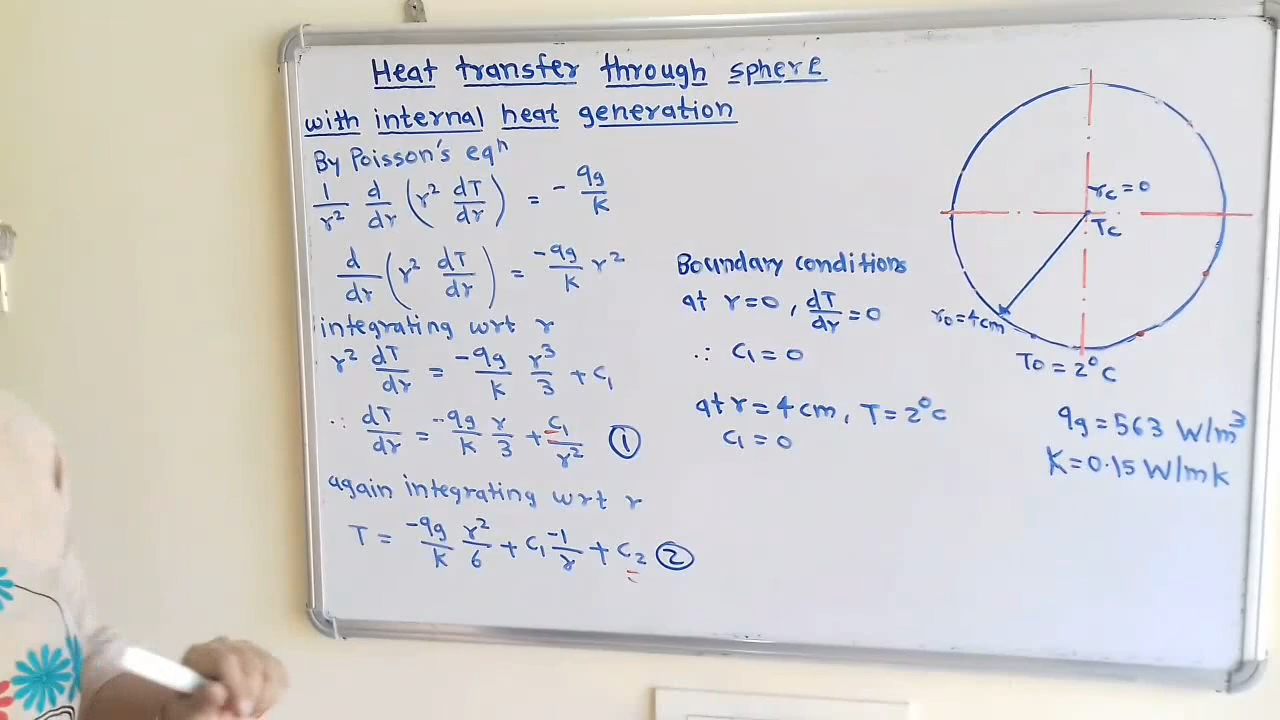 Heat transfer through sphere
with internal heat generation
By Poisson's eqⁿ
1/r² d/dr (r² dT/dr) = - qg/k
d/dr (r² dT/dr) = -qg/k r²
integrating wrt r
r² dT/dr = -qg/k r³/3 + C₁
∴ dT/dr = -qg/k r/3 + C₁/r² ①
again integrating wrt r
T = -qg/k r²/6 + C₁ -1/r + C₂ ②
Boundary conditions
at r=0, dT/dr=0
∴ C₁=0
at r=4cm, T=2°c
C₁=0
rc=0
Tc
r₀=4cm
T₀=2°C
qg=563 W/m³
K=0.15 W/mk